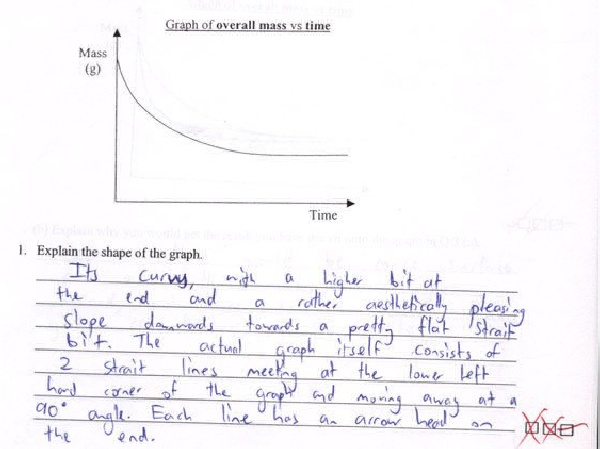 Graph of overall mass vs time
Mass
(g)
Time
1. Explain the shape of the graph.
Its curvy, with a higher bit at
the end and a rather aesthetically pleasing
slope downwards towards a pretty flat strait
bit. The actual graph itself consists of
2 strait lines meeting at the lower left
hand corner of the graph and moving away at a
90° angle. Each line has an arrow head on
the end.